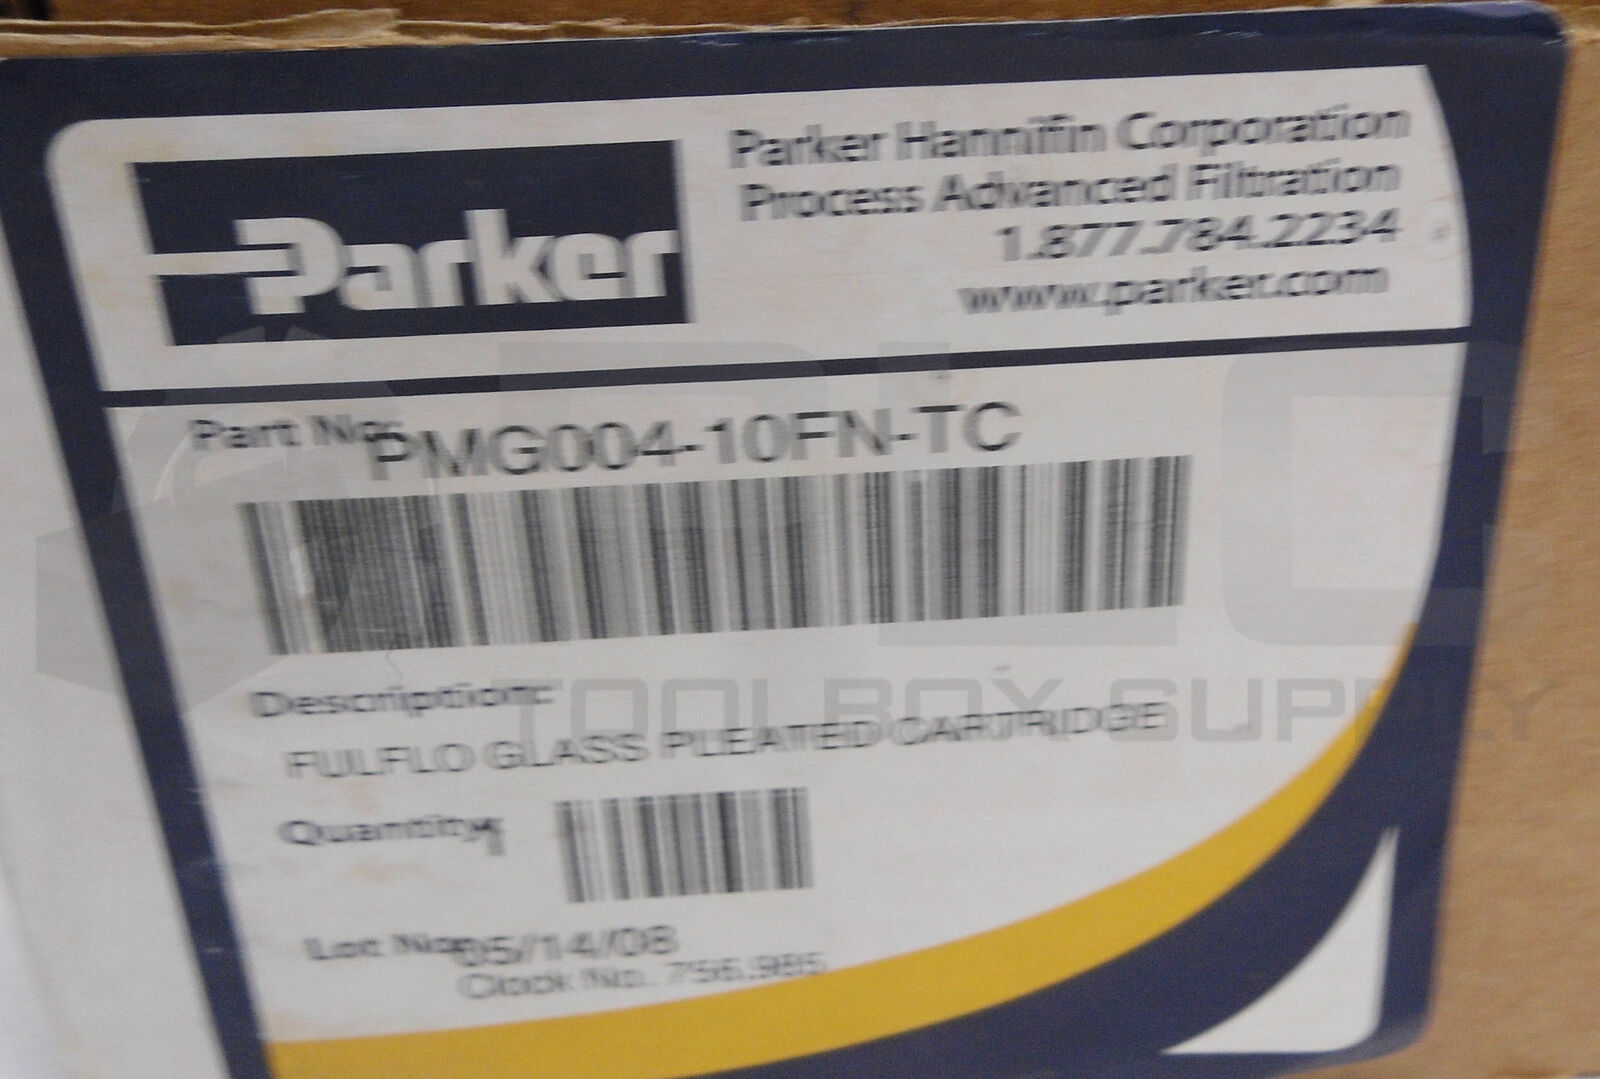 Parker
Parker Hannifin Corporation
Process Advanced Filtration
1.877.784.2234
www.parker.com
Part No: PMG004-10FN-TC
Description:
FULFLO GLASS PLEATED CARTRIDGE
Quantity: 1
Lot No: 05/14/08
Clock No. 756.985
PLC
TOOLBOX SUPPLY